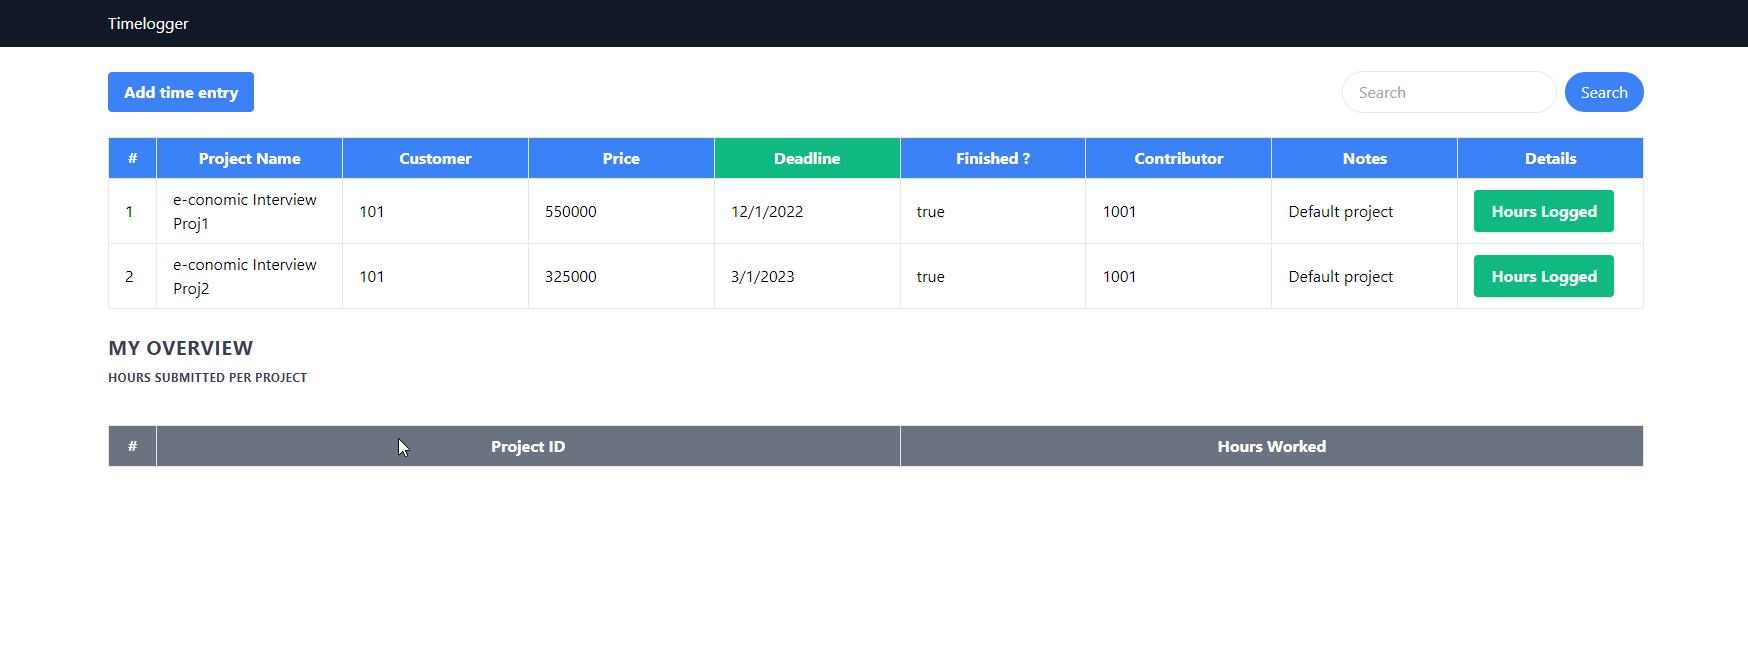 Timelogger
Add time entry
Search Search
# Project Name Customer Price Deadline Finished ? Contributor Notes Details
1 e-conomic Interview Proj1 101 550000 12/1/2022 true 1001 Default project Hours Logged
2 e-conomic Interview Proj2 101 325000 3/1/2023 true 1001 Default project Hours Logged
MY OVERVIEW
HOURS SUBMITTED PER PROJECT
# Project ID Hours Worked